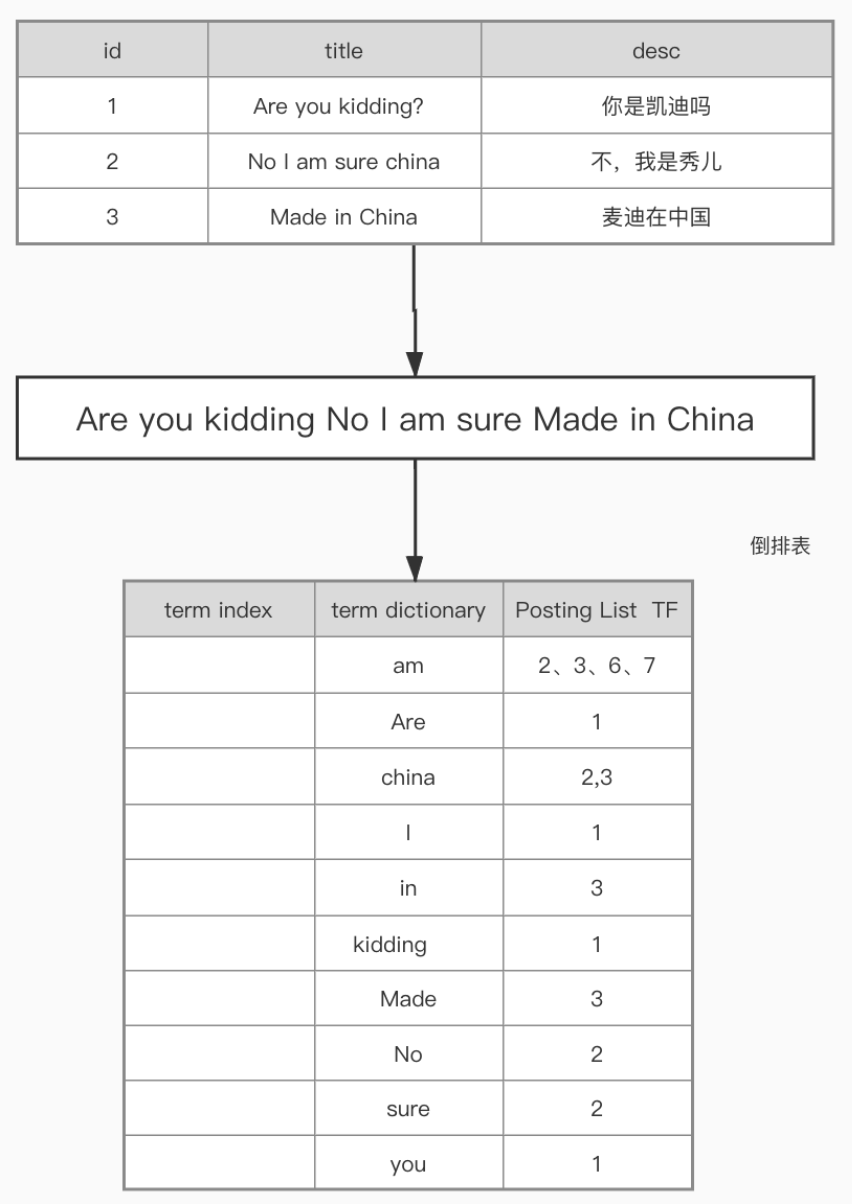 id title desc
1 Are you kidding? 你是凯迪吗
2 No I am sure china 不，我是秀儿
3 Made in China 麦迪在中国
Are you kidding No I am sure Made in China
倒排表
term index term dictionary Posting List TF
am 2、3、6、7
Are 1
china 2,3
I 1
in 3
kidding 1
Made 3
No 2
sure 2
you 1